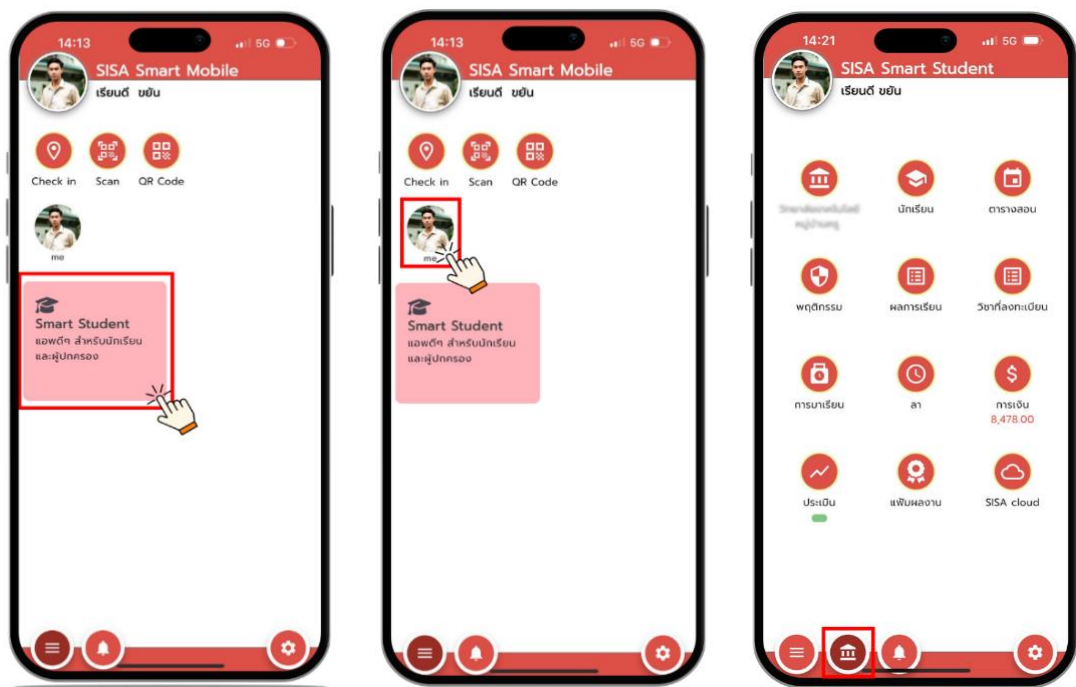 14:13
5G
SISA Smart Mobile
เรียนดี ขยัน
Check in
Scan
QR Code
me
Smart Student
แอพดีๆ สำหรับนักเรียน
และผู้ปกครอง
14:13
5G
SISA Smart Mobile
เรียนดี ขยัน
Check in
Scan
QR Code
me
Smart Student
แอพดีๆ สำหรับนักเรียน
และผู้ปกครอง
14:21
5G
SISA Smart Student
เรียนดี ขยัน
นักเรียน
ตารางสอน
พฤติกรรม
ผลการเรียน
วิชาที่ลงทะเบียน
การมาเรียน
ลา
การเงิน
8,478.00
ประเมิน
แฟ้มผลงาน
SISA cloud